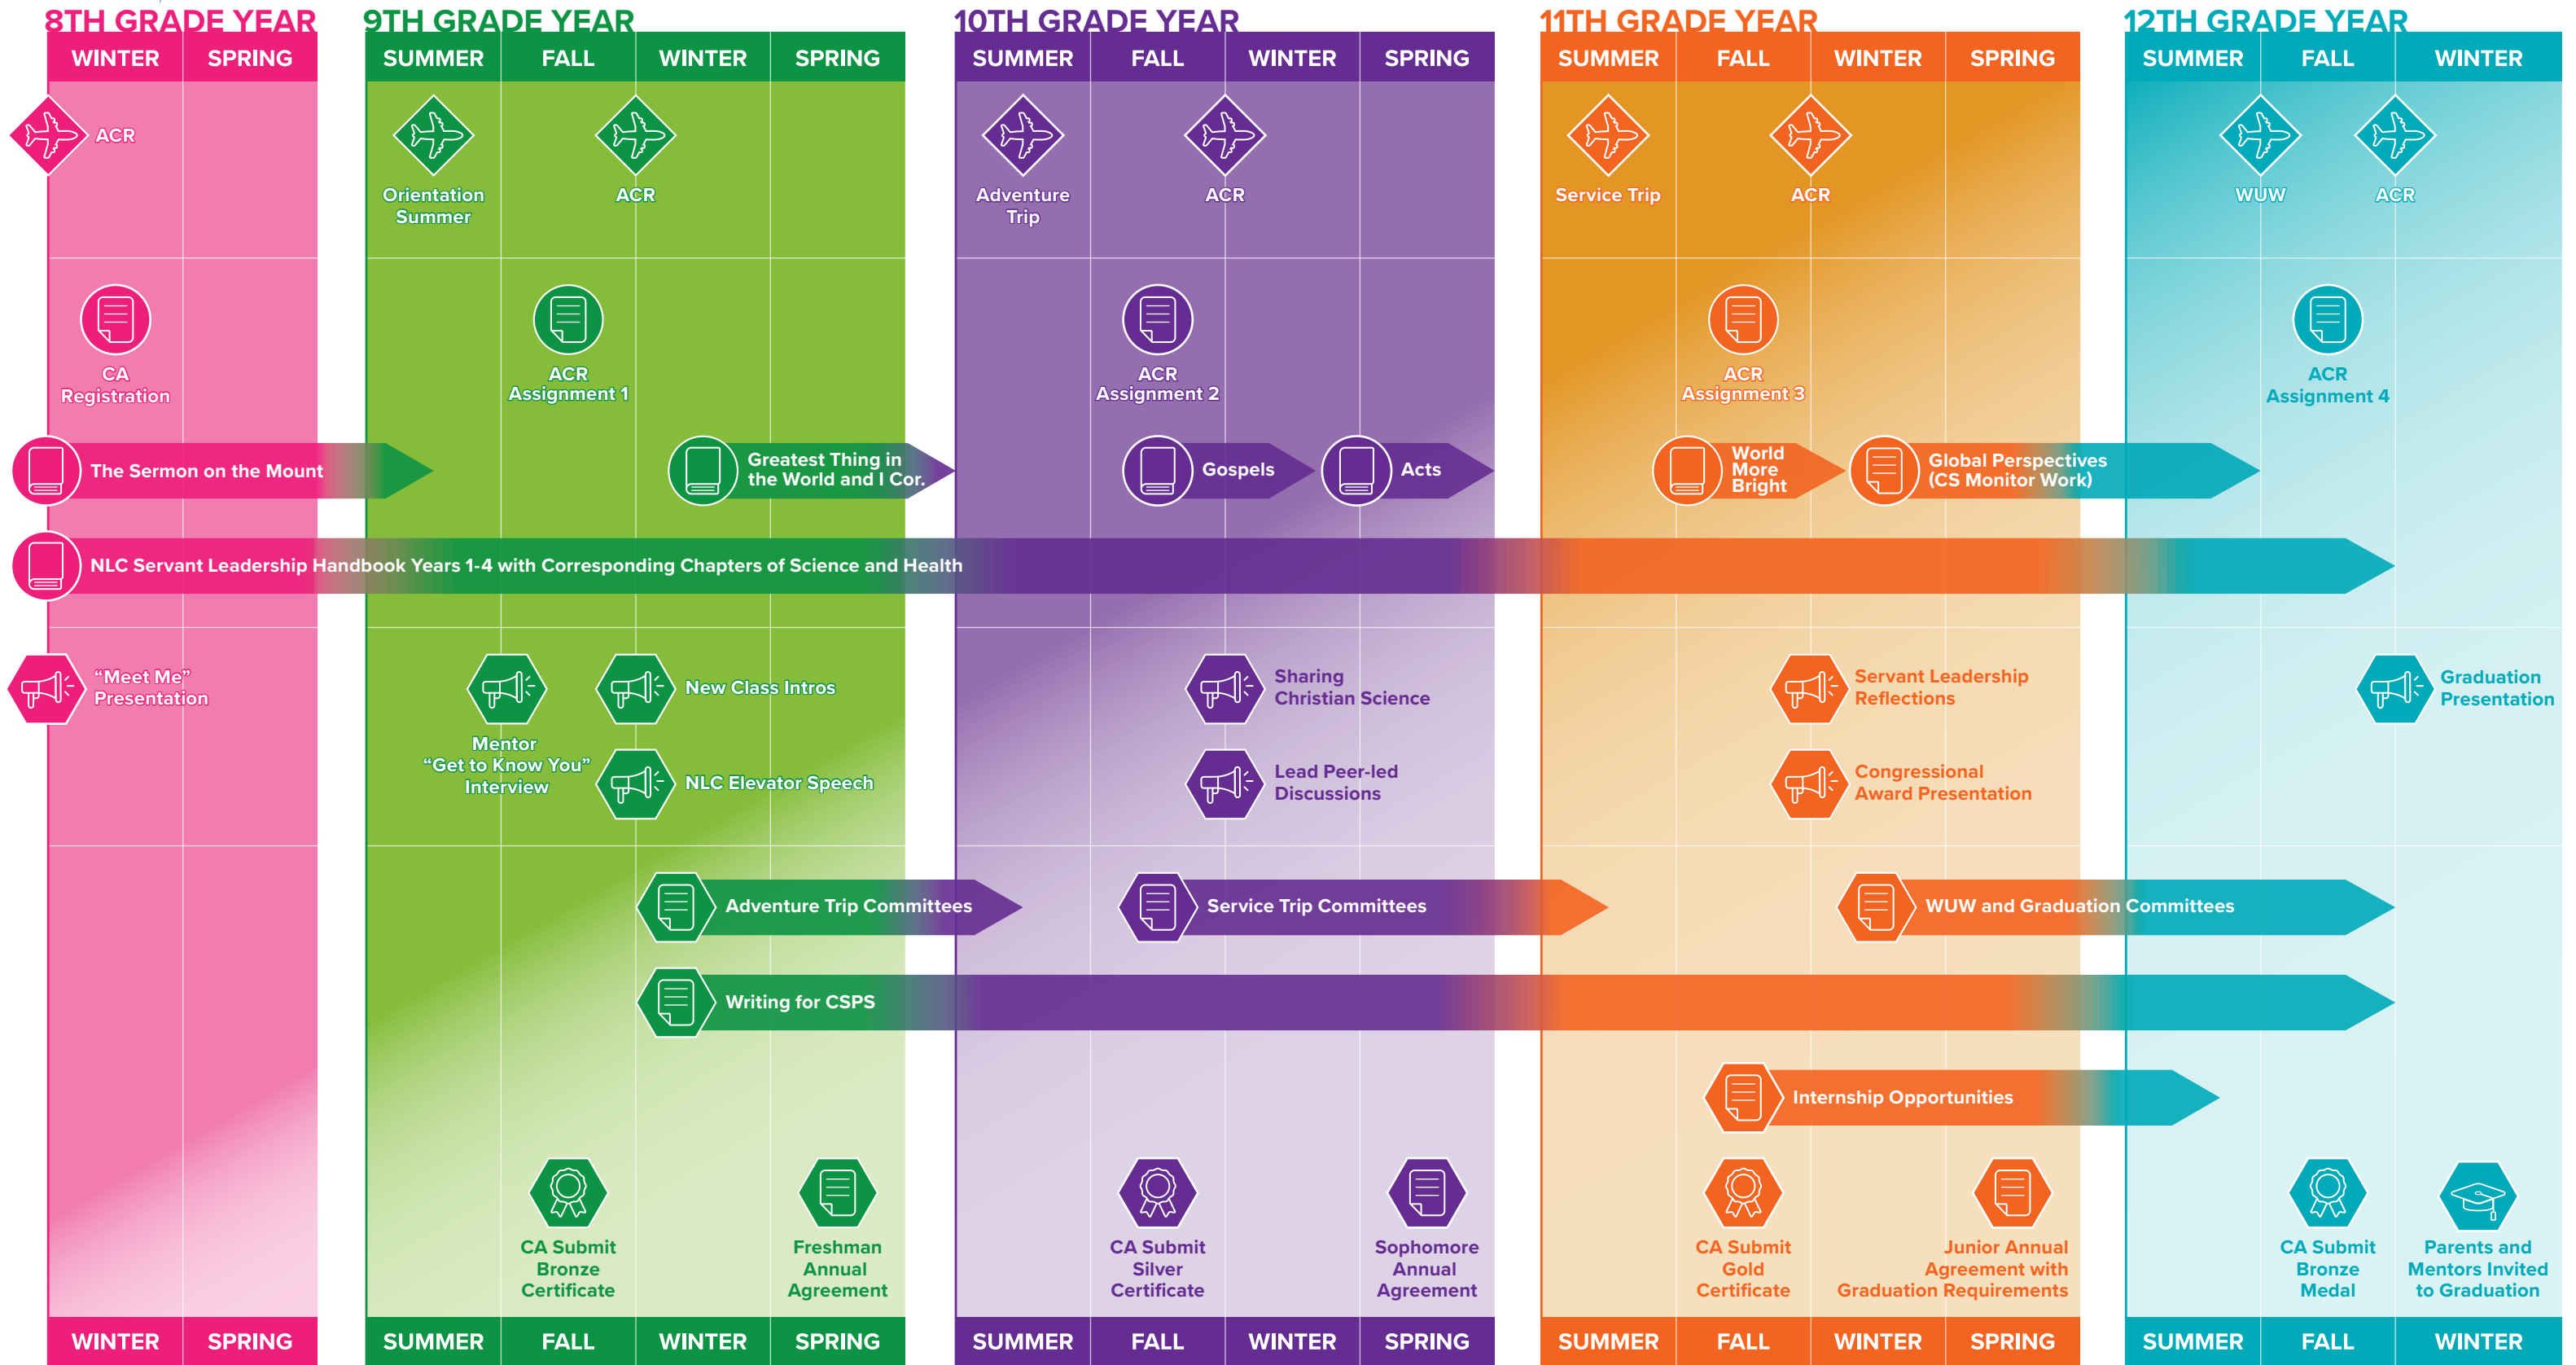 8TH GRADE YEAR
9TH GRADE YEAR
10TH GRADE YEAR
11TH GRADE YEAR
12TH GRADE YEAR
WINTER SPRING
SUMMER FALL WINTER SPRING
SUMMER FALL WINTER SPRING
SUMMER FALL WINTER SPRING
SUMMER FALL WINTER
ACR
Orientation
Summer
ACR
Adventure
Trip
ACR
Service Trip
ACR
WUW
ACR
CA
Registration
ACR
Assignment 1
ACR
Assignment 2
ACR
Assignment 3
ACR
Assignment 4
The Sermon on the Mount
Greatest Thing in
the World and I Cor.
Gospels
Acts
World
More
Bright
Global Perspectives
(CS Monitor Work)
NLC Servant Leadership Handbook Years 1-4 with Corresponding Chapters of Science and Health
“Meet Me”
Presentation
Mentor
“Get to Know You”
Interview
New Class Intros
NLC Elevator Speech
Sharing
Christian Science
Lead Peer-led
Discussions
Servant Leadership
Reflections
Congressional
Award Presentation
Graduation
Presentation
Adventure Trip Committees
Service Trip Committees
WUW and Graduation Committees
Writing for CSPS
Internship Opportunities
CA Submit
Bronze
Certificate
Freshman
Annual
Agreement
CA Submit
Silver
Certificate
Sophomore
Annual
Agreement
CA Submit
Gold
Certificate
Junior Annual
Agreement with
Graduation Requirements
CA Submit
Bronze
Medal
Parents and
Mentors Invited
to Graduation
WINTER SPRING
SUMMER FALL WINTER SPRING
SUMMER FALL WINTER SPRING
SUMMER FALL WINTER SPRING
SUMMER FALL WINTER